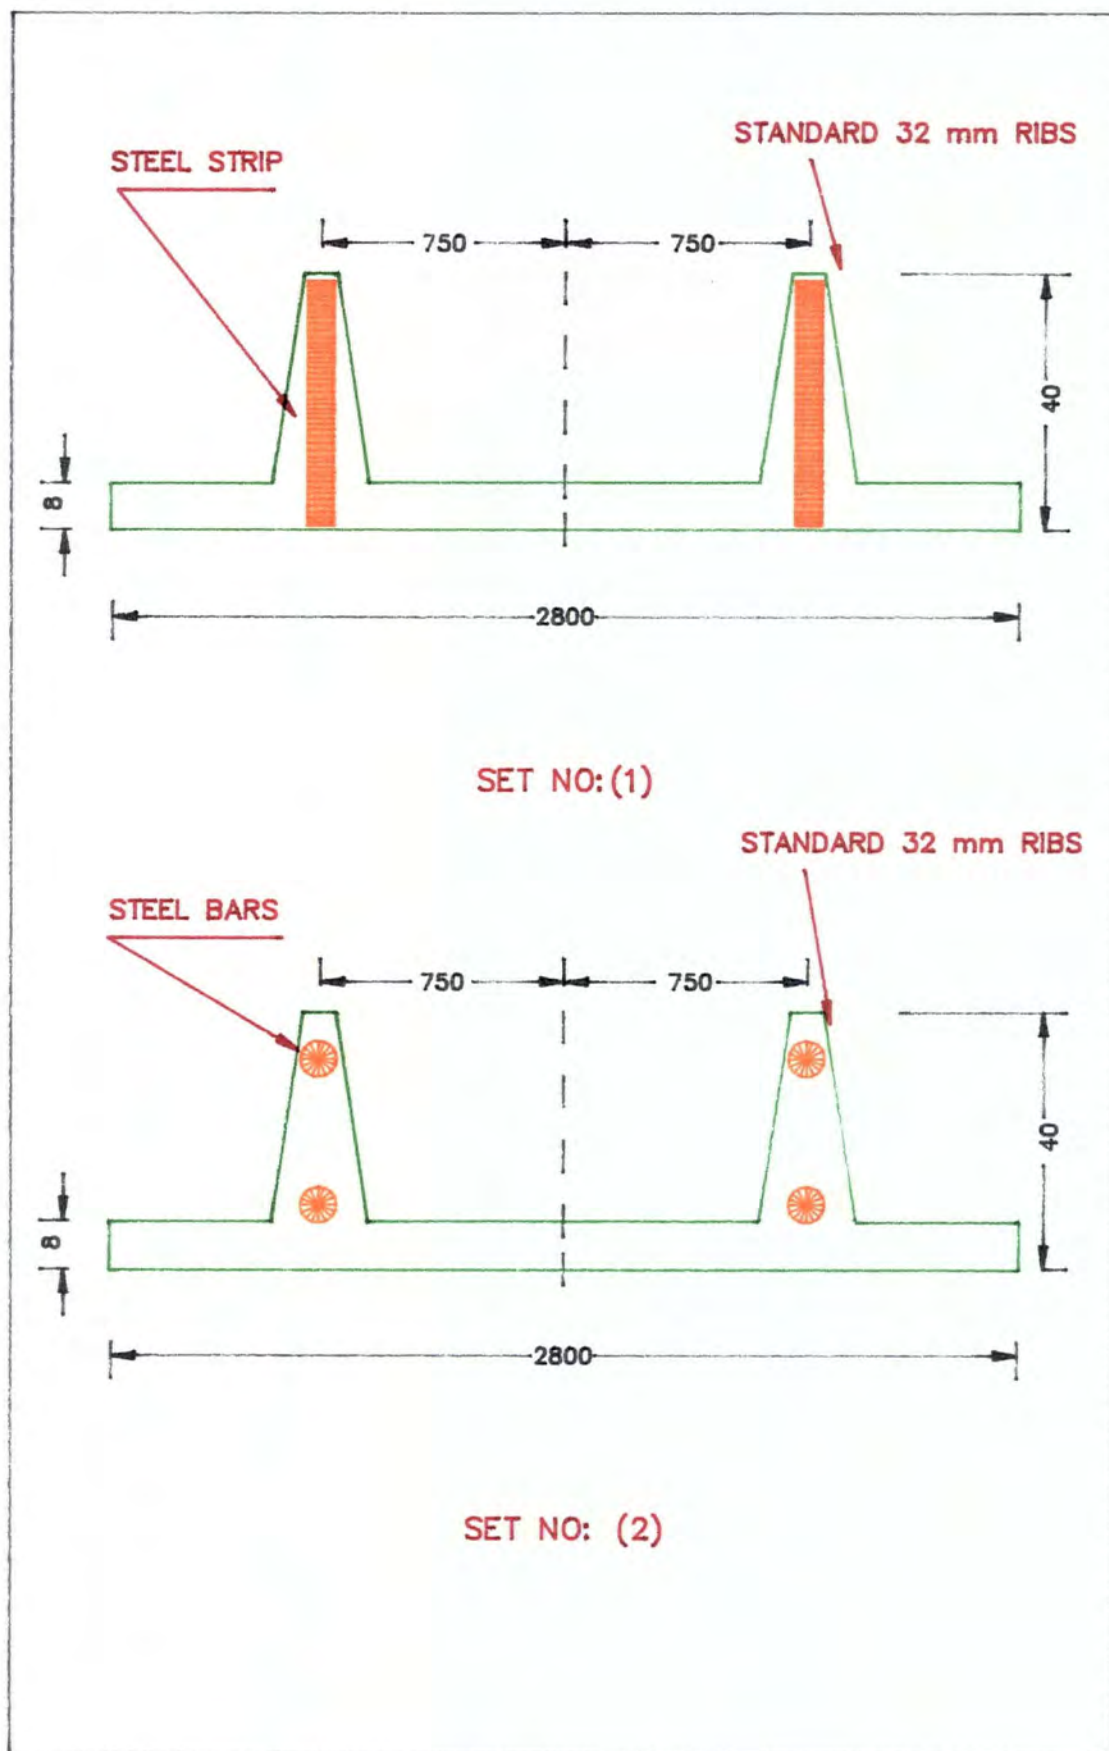 STANDARD 32 mm RIBS
STEEL STRIP
750 750
40
8
2800
SET NO: (1)
STANDARD 32 mm RIBS
STEEL BARS
750 750
40
8
2800
SET NO: (2)